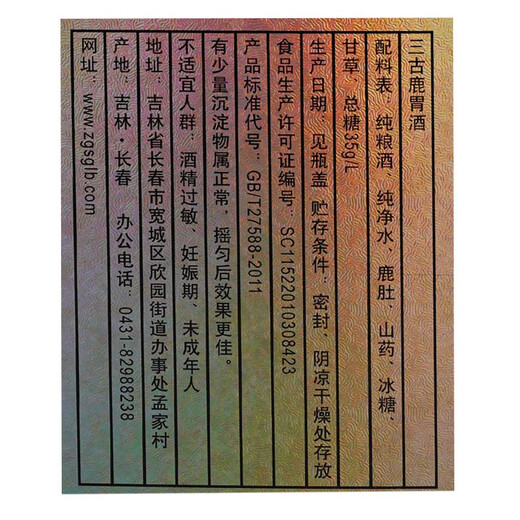 三古鹿胃酒
配料表：纯粮酒、纯净水、鹿肚、山药、冰糖、
甘草、总糖35g/L
生产日期：见瓶盖 贮存条件：密封、阴凉干燥处存放
食品生产许可证编号：SC11522010308423
产品标准代号：GB/T27588-2011
有少量沉淀物属正常，摇匀后效果更佳。
不适宜人群：酒精过敏、妊娠期、未成年人
地址：吉林省长春市宽城区欣园街道办事处孟家村
产地：吉林·长春 办公电话：0431-82988238
网址：www.zgsglb.com